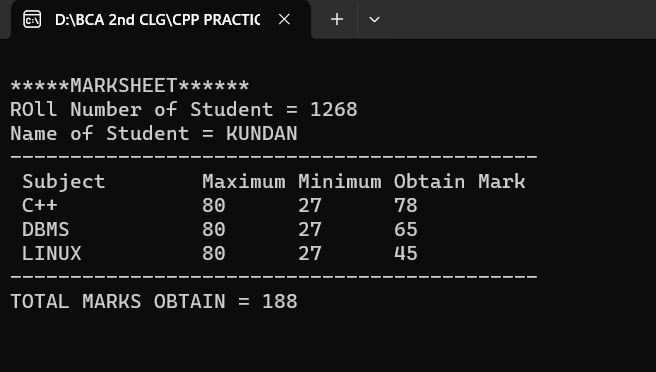 D:\BCA 2nd CLG\CPP PRACTIC
*****MARKSHEET******
ROll Number of Student = 1268
Name of Student = KUNDAN
--------------------------------------------
Subject Maximum Minimum Obtain Mark
C++ 80 27 78
DBMS 80 27 65
LINUX 80 27 45
--------------------------------------------
TOTAL MARKS OBTAIN = 188